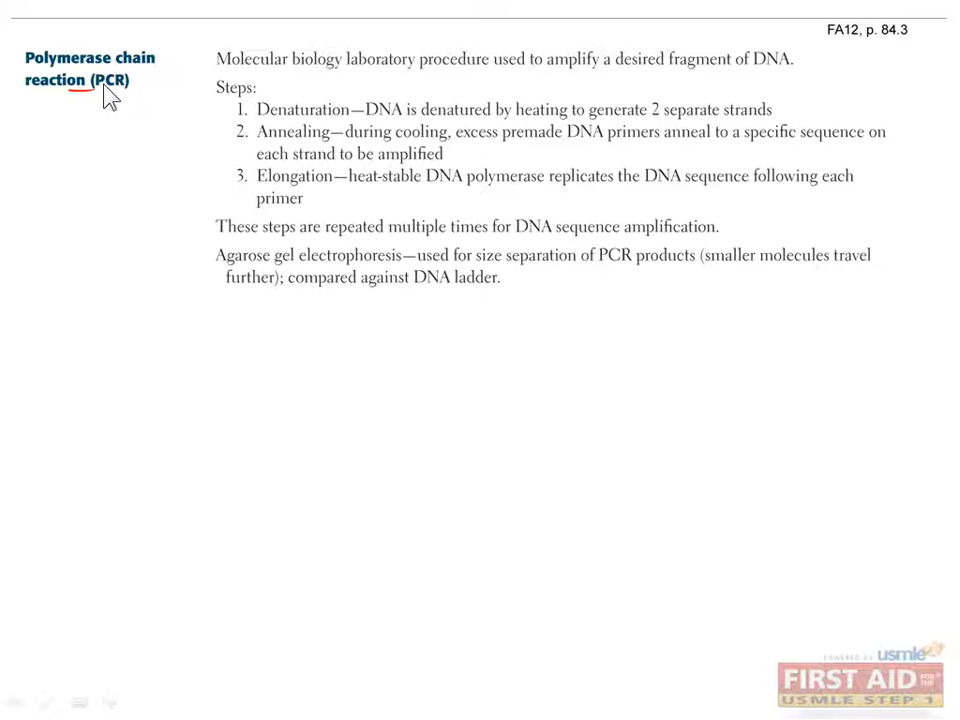 FA12, p. 84.3
Polymerase chain
reaction (PCR)
Molecular biology laboratory procedure used to amplify a desired fragment of DNA.
Steps:
1. Denaturation—DNA is denatured by heating to generate 2 separate strands
2. Annealing—during cooling, excess premade DNA primers anneal to a specific sequence on
each strand to be amplified
3. Elongation—heat-stable DNA polymerase replicates the DNA sequence following each
primer
These steps are repeated multiple times for DNA sequence amplification.
Agarose gel electrophoresis—used for size separation of PCR products (smaller molecules travel
further); compared against DNA ladder.
POWERED BY usmle
FIRST AID FOR THE
USMLE STEP 1